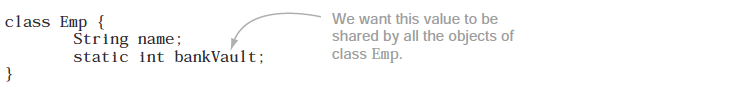 class Emp {
String name;
static int bankVault;
}
We want this value to be
shared by all the objects of
class Emp.